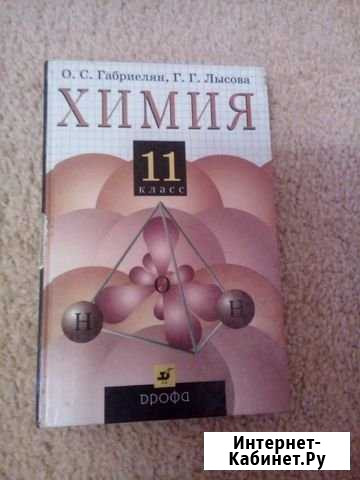 О. С. Габриелян, Г. Г. Лысова
ХИМИЯ
11
класс
О
Н
Н
дрофа
Интернет-
Кабинет.Ру